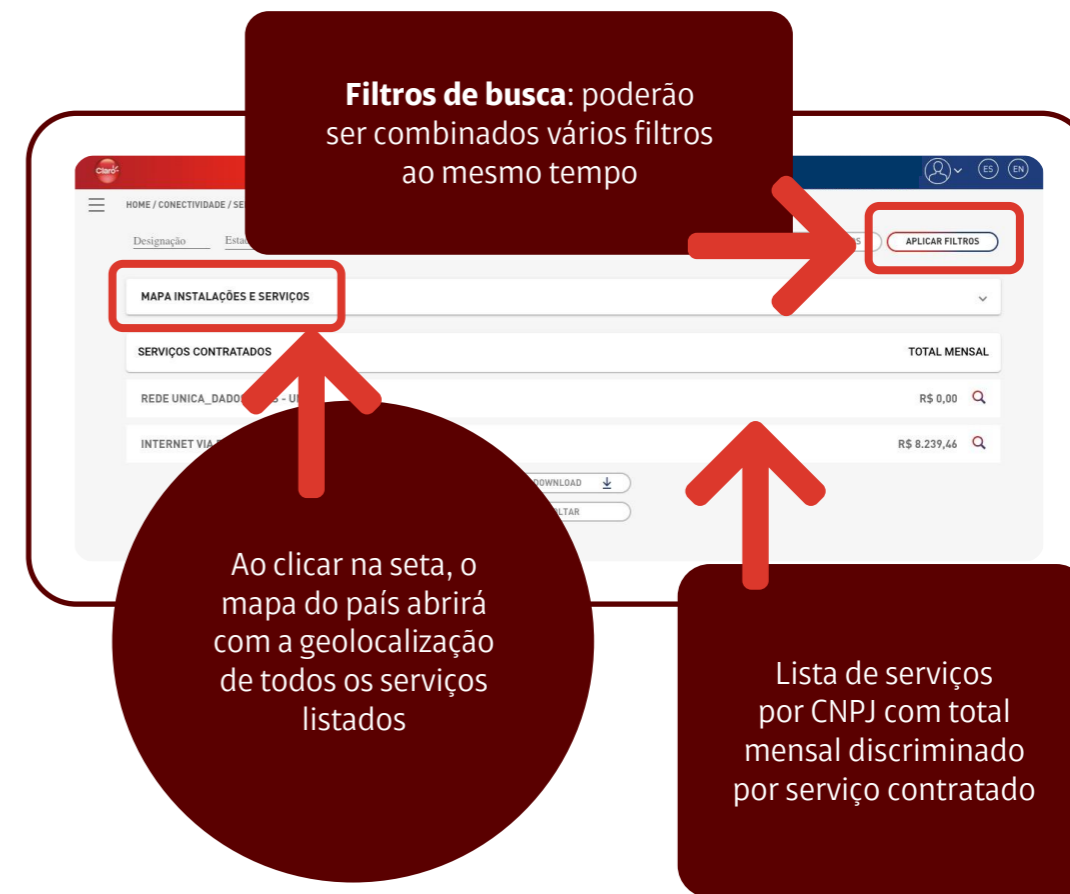 Filtros de busca: poderão
ser combinados vários filtros
ao mesmo tempo
Claro
ES
EN
HOME / CONECTIVIDADE /
Designação
APLICAR FILTROS
MAPA INSTALAÇÕES E SERVIÇOS
SERVIÇOS CONTRATADOS
TOTAL MENSAL
REDE UNICA_
R$ 0,00
INTERNET VIA
R$ 8.239,46
DOWNLOAD
Ao clicar na seta, o
mapa do país abrirá
com a geolocalização
de todos os serviços
listados
Lista de serviços
por CNPJ com total
mensal discriminado
por serviço contratado